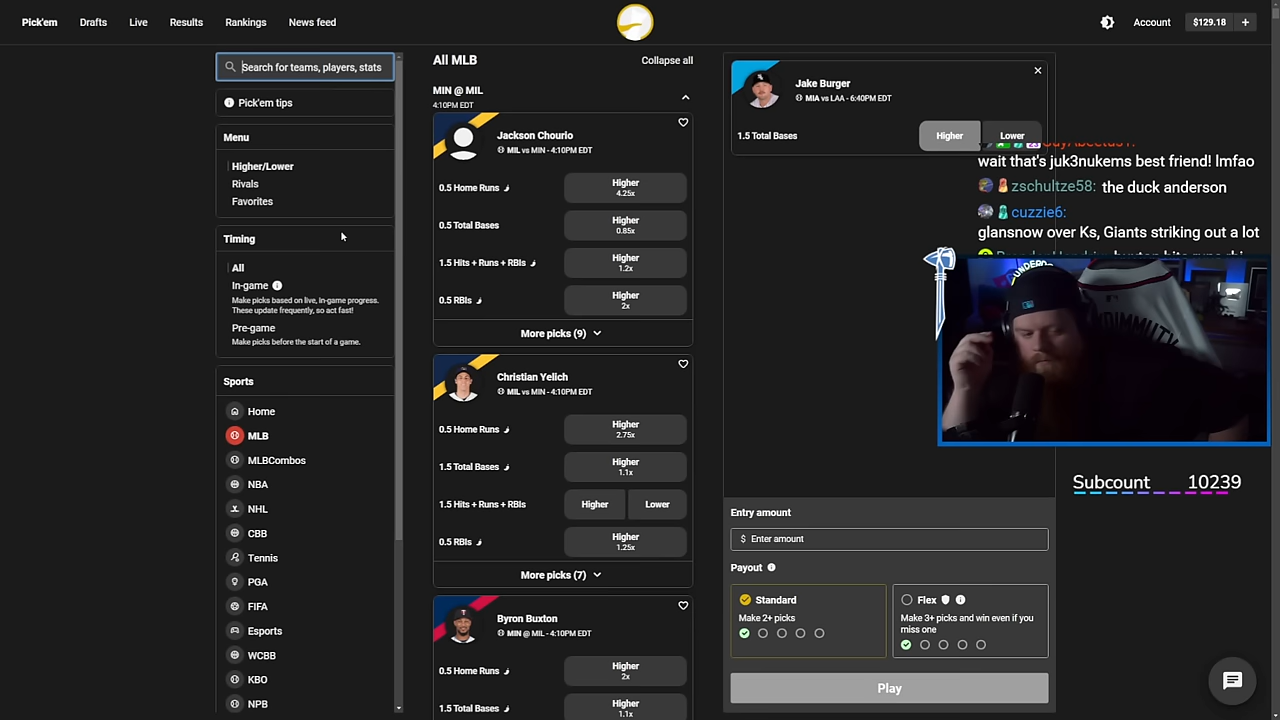 Pick'em
Drafts
Live
Results
Rankings
News feed
Account
$129.18
+
Search for teams, players, stats
Pick'em tips
Menu
Higher/Lower
Rivals
Favorites
Timing
All
In-game
Make picks based on live, in-game progress.
These update frequently, so act fast!
Pre-game
Make picks before the start of a game.
Sports
Home
MLB
MLBCombos
NBA
NHL
CBB
Tennis
PGA
FIFA
Esports
WCBB
KBO
NPB
All MLB
Collapse all
MIN @ MIL
4:10PM EDT
Jackson Chourio
MIL vs MIN - 4:10PM EDT
0.5 Home Runs
Higher
4.25x
0.5 Total Bases
Higher
0.85x
1.5 Hits + Runs + RBIs
Higher
1.2x
0.5 RBIs
Higher
2x
More picks (9)
Christian Yelich
MIL vs MIN - 4:10PM EDT
0.5 Home Runs
Higher
2.75x
1.5 Total Bases
Higher
1.1x
1.5 Hits + Runs + RBIs
Higher
Lower
0.5 RBIs
Higher
1.25x
More picks (7)
Byron Buxton
MIN @ MIL - 4:10PM EDT
0.5 Home Runs
Higher
2x
1.5 Total Bases
Higher
1.1x
Jake Burger
MIA vs LAA - 6:40PM EDT
1.5 Total Bases
Higher
Lower
wait that's juk3nukems best friend! lmfao
zschultze58: the duck anderson
cuzzie6:
glansnow over Ks, Giants striking out a lot
Subcount 10239
Entry amount
$ Enter amount
Payout
Standard
Make 2+ picks
Flex
Make 3+ picks and win even if you
miss one
Play